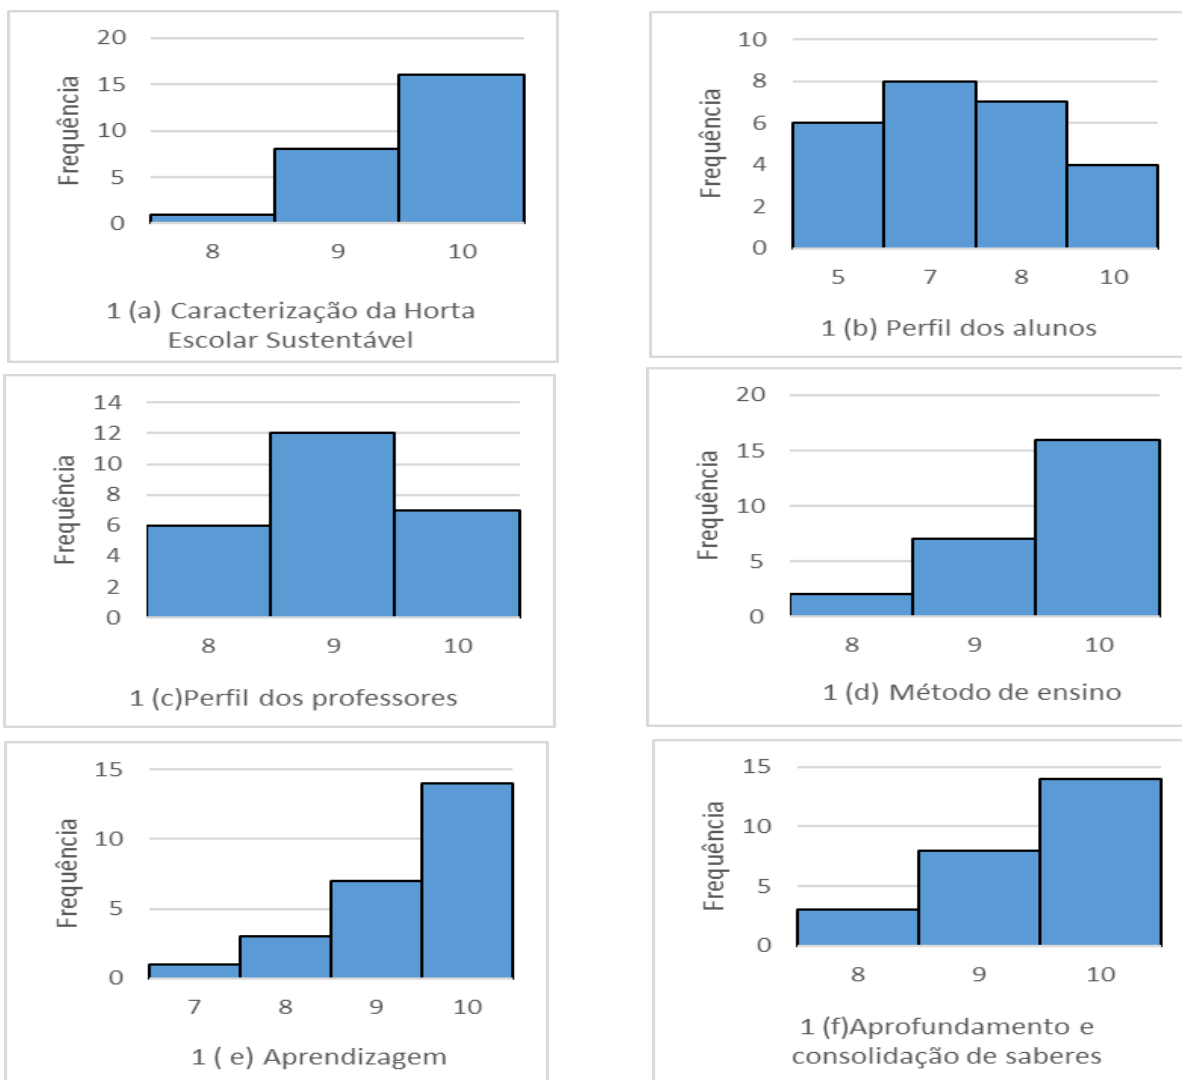 20
15
10
5
0
Frequência
8 9 10
1 (a) Caracterização da Horta
Escolar Sustentável
10
8
6
4
2
0
Frequência
5 7 8 10
1 (b) Perfil dos alunos
14
12
10
8
6
4
2
0
Frequência
8 9 10
1 (c)Perfil dos professores
20
15
10
5
0
Frequência
8 9 10
1 (d) Método de ensino
15
10
5
0
Frequência
7 8 9 10
1 ( e) Aprendizagem
15
10
5
0
Frequência
8 9 10
1 (f)Aprofundamento e
consolidação de saberes